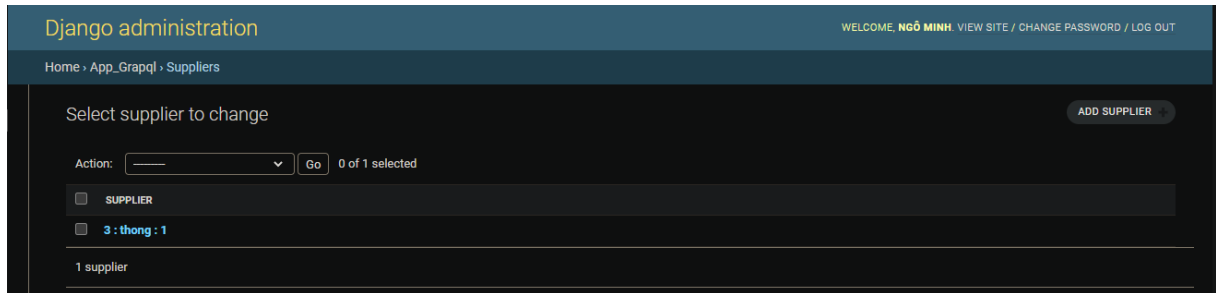 Django administration
WELCOME, NGÔ MINH. VIEW SITE / CHANGE PASSWORD / LOG OUT
Home › App_Grapql › Suppliers
Select supplier to change
ADD SUPPLIER +
Action: --------- Go 0 of 1 selected
SUPPLIER
3 : thong : 1
1 supplier